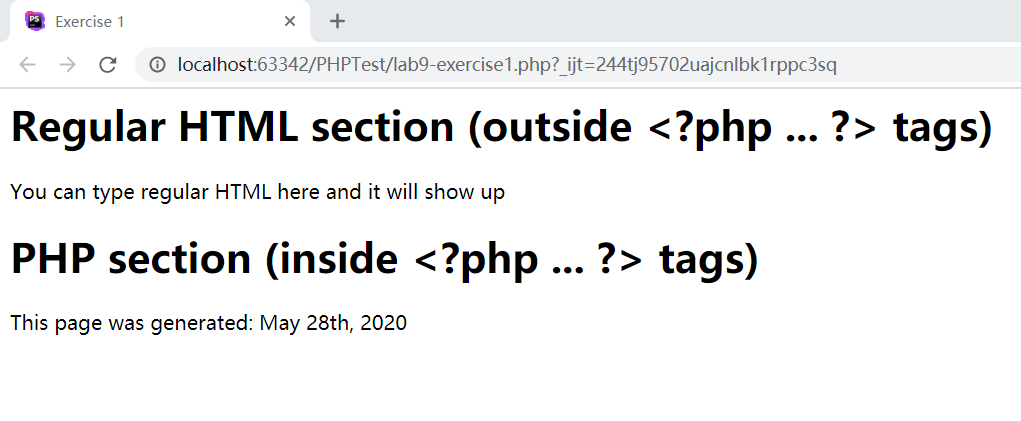 PS
Exercise 1
localhost:63342/PHPTest/lab9-exercise1.php?_ijt=244tj95702uajcnlbk1rppc3sq
Regular HTML section (outside <?php ... ?> tags)
You can type regular HTML here and it will show up
PHP section (inside <?php ... ?> tags)
This page was generated: May 28th, 2020